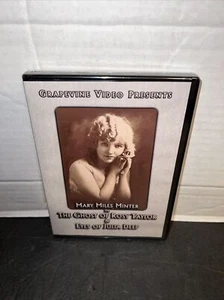 Grapevine Video Presents
Mary Miles Minter
in
The Ghost of Rosy Taylor
&
Eyes of Julia Deep